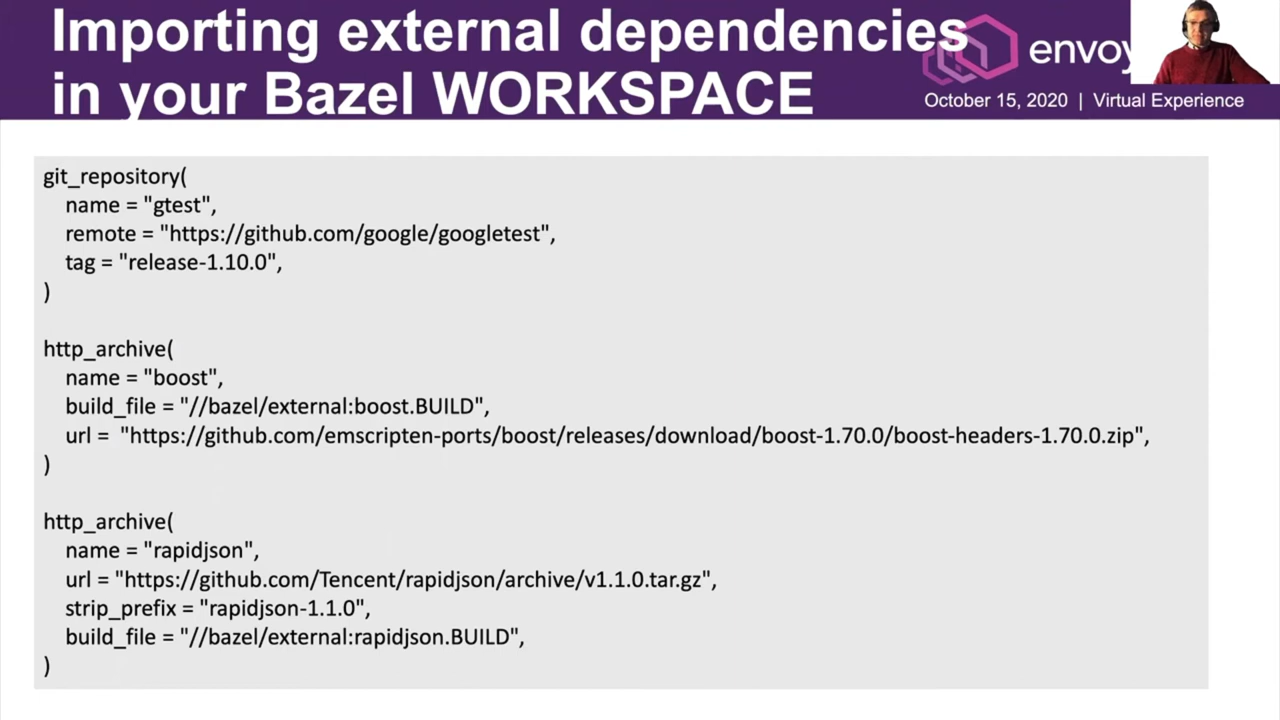 Importing external dependencies
in your Bazel WORKSPACE
envoy
October 15, 2020 | Virtual Experience
git_repository(
name = "gtest",
remote = "https://github.com/google/googletest",
tag = "release-1.10.0",
)
http_archive(
name = "boost",
build_file = "//bazel/external:boost.BUILD",
url =  "https://github.com/emscripten-ports/boost/releases/download/boost-1.70.0/boost-headers-1.70.0.zip",
)
http_archive(
name = "rapidjson",
url = "https://github.com/Tencent/rapidjson/archive/v1.1.0.tar.gz",
strip_prefix = "rapidjson-1.1.0",
build_file = "//bazel/external:rapidjson.BUILD",
)